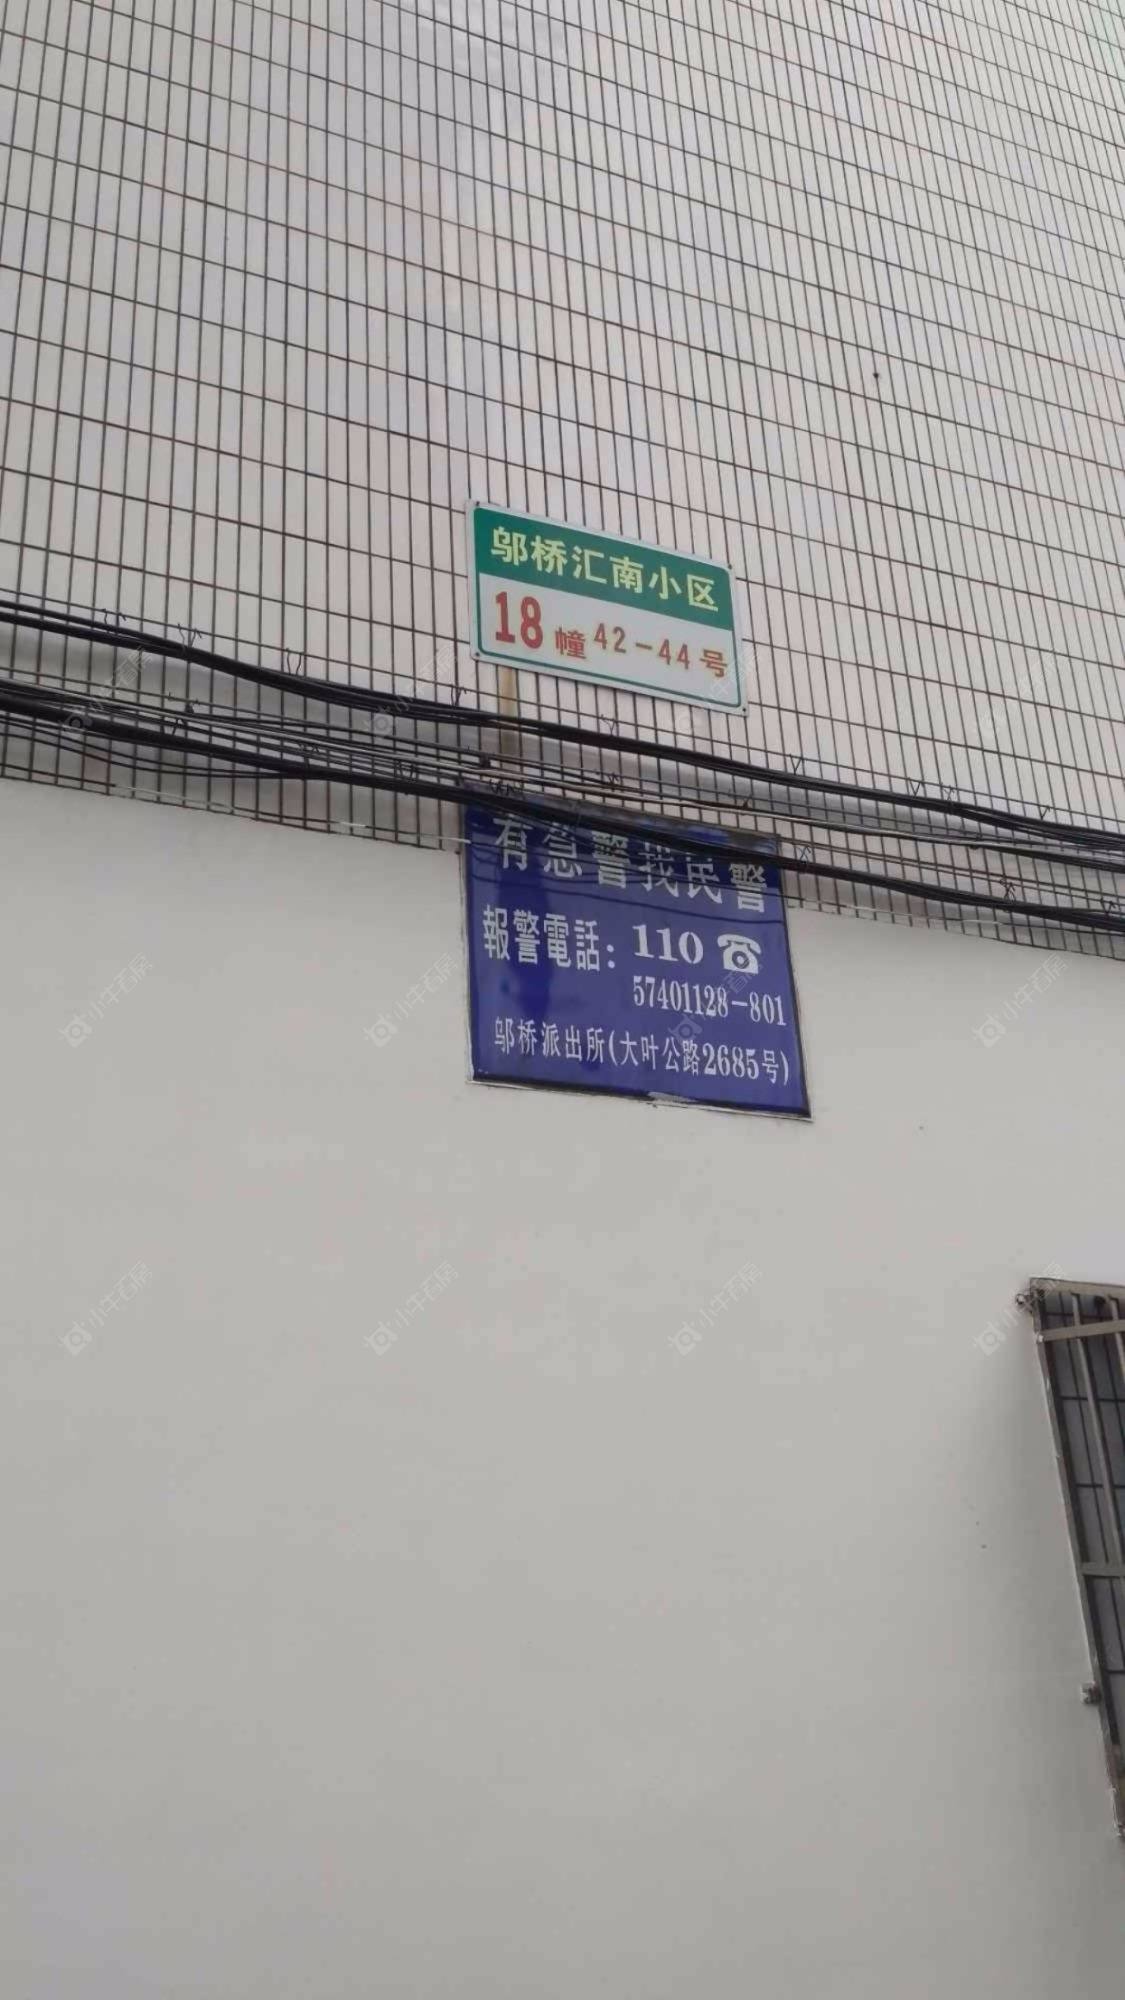 邬桥汇南小区
18幢 42-44号
有急警找民警
報警電話: 110
57401128-801
邬桥派出所(大叶公路2685号)